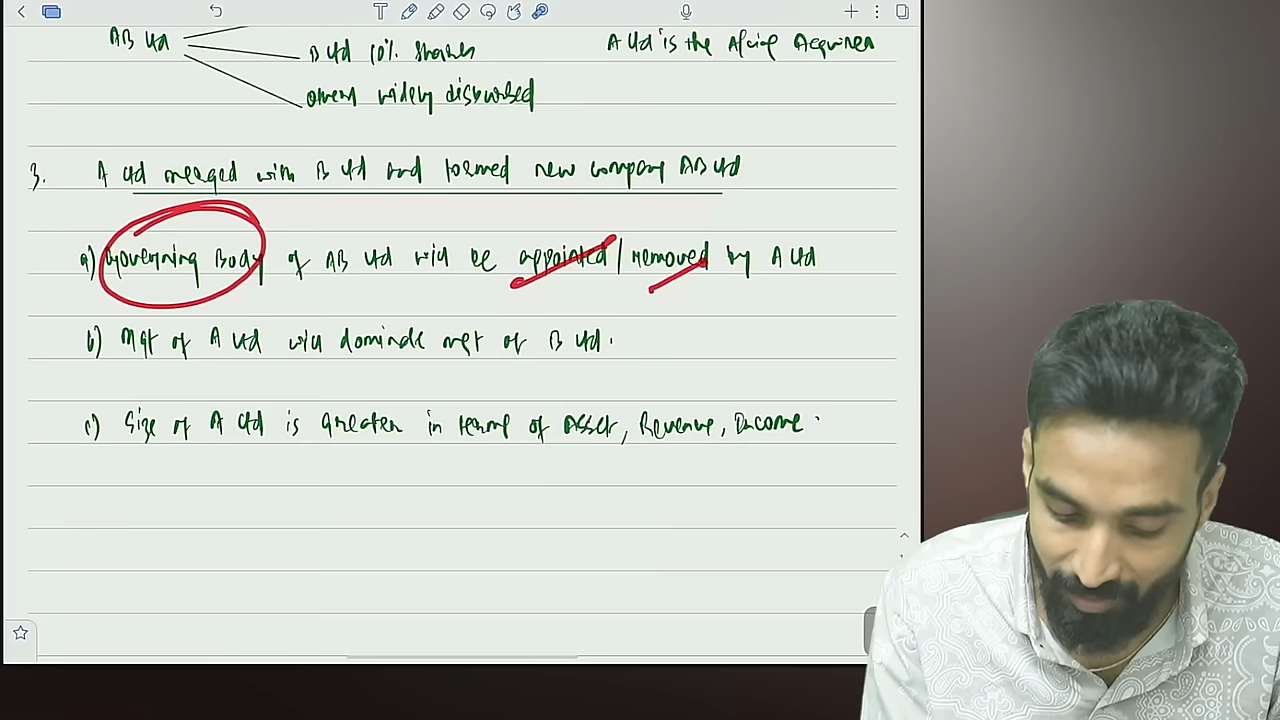 AB Ltd
B Ltd 10% Shares
A Ltd is the Acquirer
others widely disbursed
3. A Ltd merged with B Ltd and formed new company AB Ltd
a) Governing Body of AB Ltd will be appointed / removed by A Ltd
b) Mgt of A Ltd will dominate mgt of B Ltd.
c) Size of A Ltd is greater in terms of Asset, Revenue, Income.